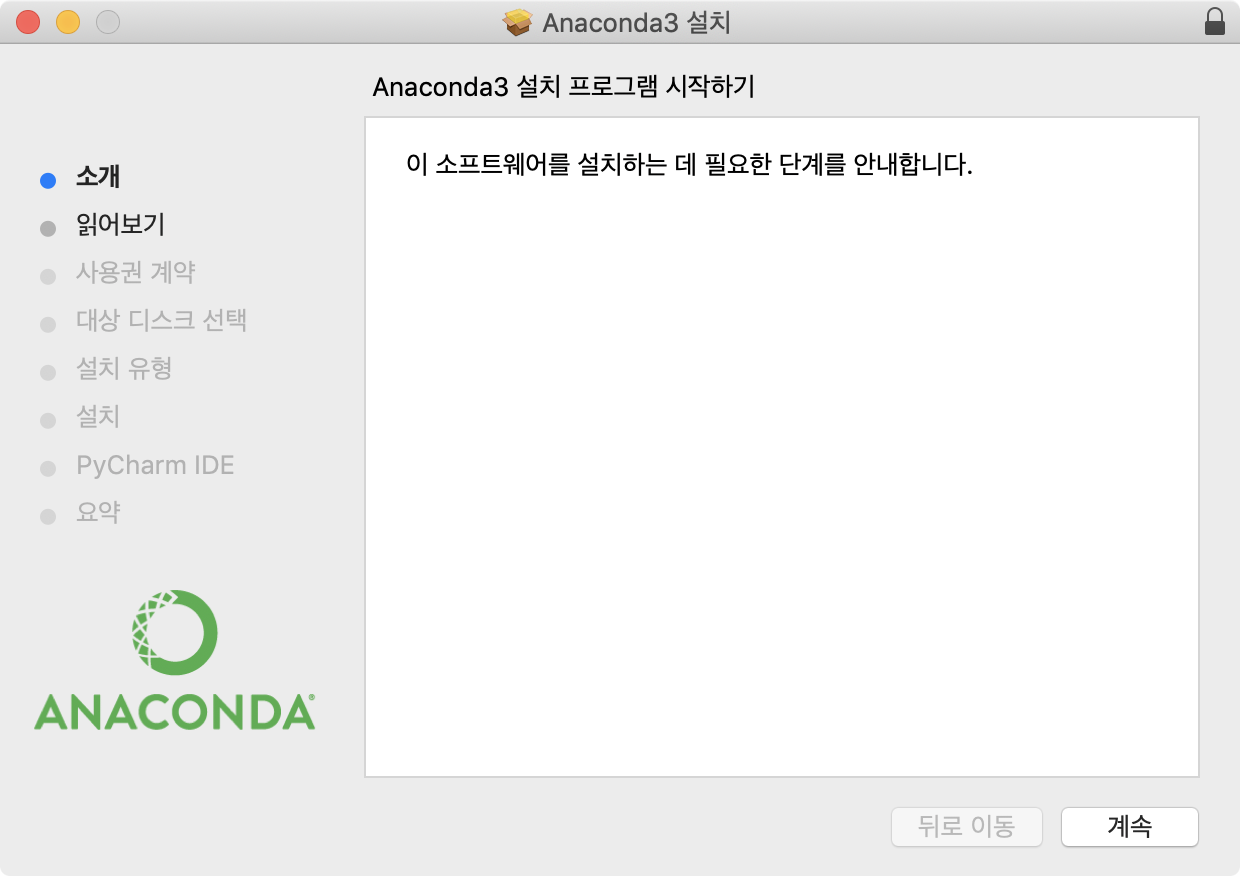 Anaconda3 설치
Anaconda3 설치 프로그램 시작하기
소개
읽어보기
사용권 계약
대상 디스크 선택
설치 유형
설치
PyCharm IDE
요약
ANACONDA®
이 소프트웨어를 설치하는 데 필요한 단계를 안내합니다.
뒤로 이동
계속